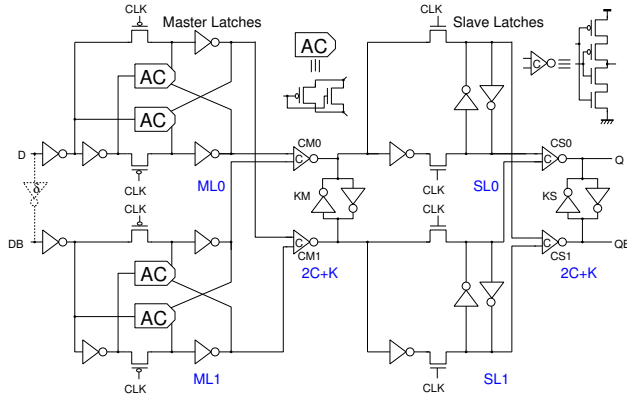 CLK
Master Latches
Slave Latches
CLK
AC
C
AC
AC
D
CLK
ML0
CM0
C
SL0
CLK
CS0
C
Q
C
KM
KS
CLK
CLK
DB
C
CM1
2C+K
C
CS1
2C+K
QB
AC
AC
CLK
ML1
SL1
CLK